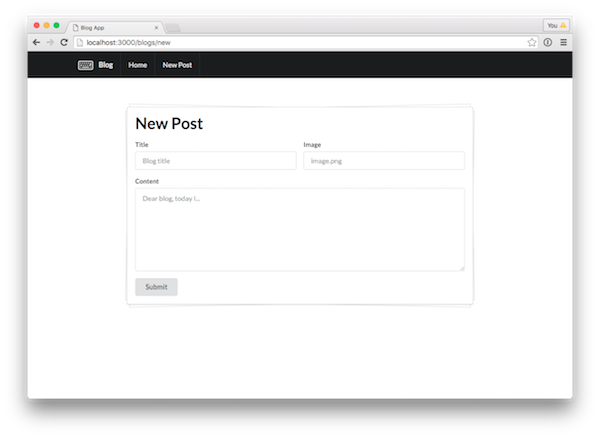 Blog App
You
localhost:3000/blogs/new
Blog Home New Post
New Post
Title Image
Blog title image.png
Content
Dear blog, today I...
Submit